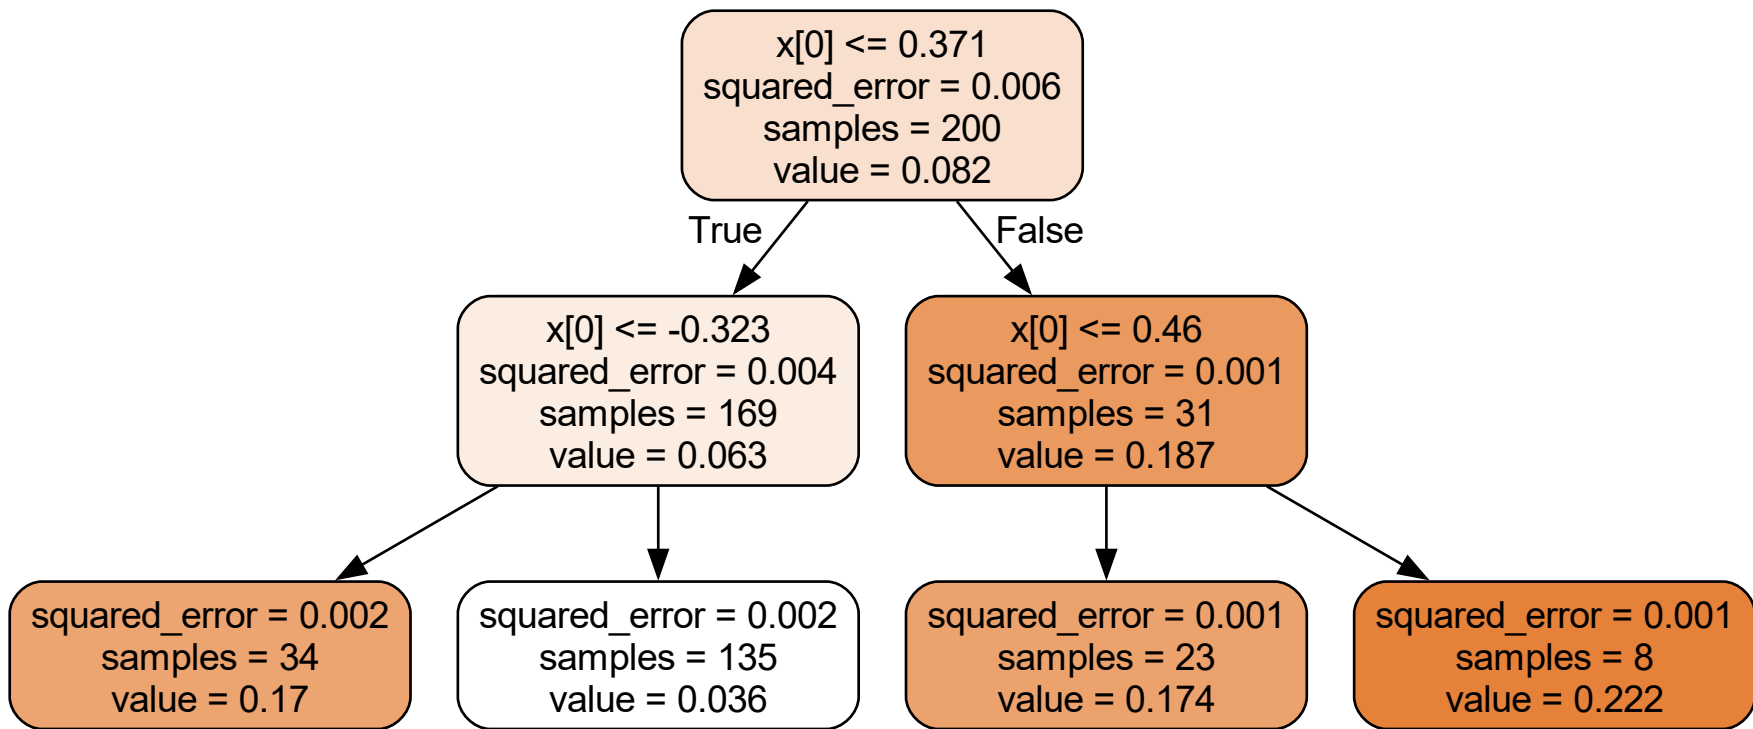 x[0] <= 0.371
squared_error = 0.006
samples = 200
value = 0.082
True
False
x[0] <= -0.323
squared_error = 0.004
samples = 169
value = 0.063
x[0] <= 0.46
squared_error = 0.001
samples = 31
value = 0.187
squared_error = 0.002
samples = 34
value = 0.17
squared_error = 0.002
samples = 135
value = 0.036
squared_error = 0.001
samples = 23
value = 0.174
squared_error = 0.001
samples = 8
value = 0.222